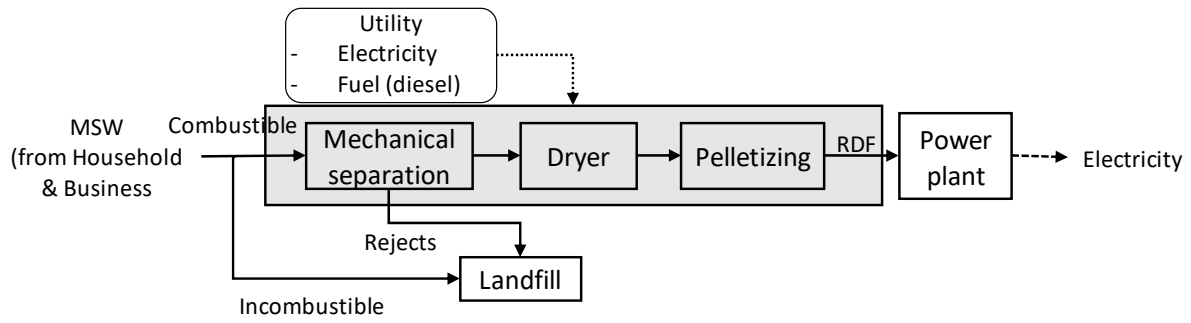 Utility
- Electricity
- Fuel (diesel)
MSW
(from Household
& Business
Combustible
Mechanical
separation
Dryer
Pelletizing
RDF
Power
plant
Electricity
Rejects
Landfill
Incombustible